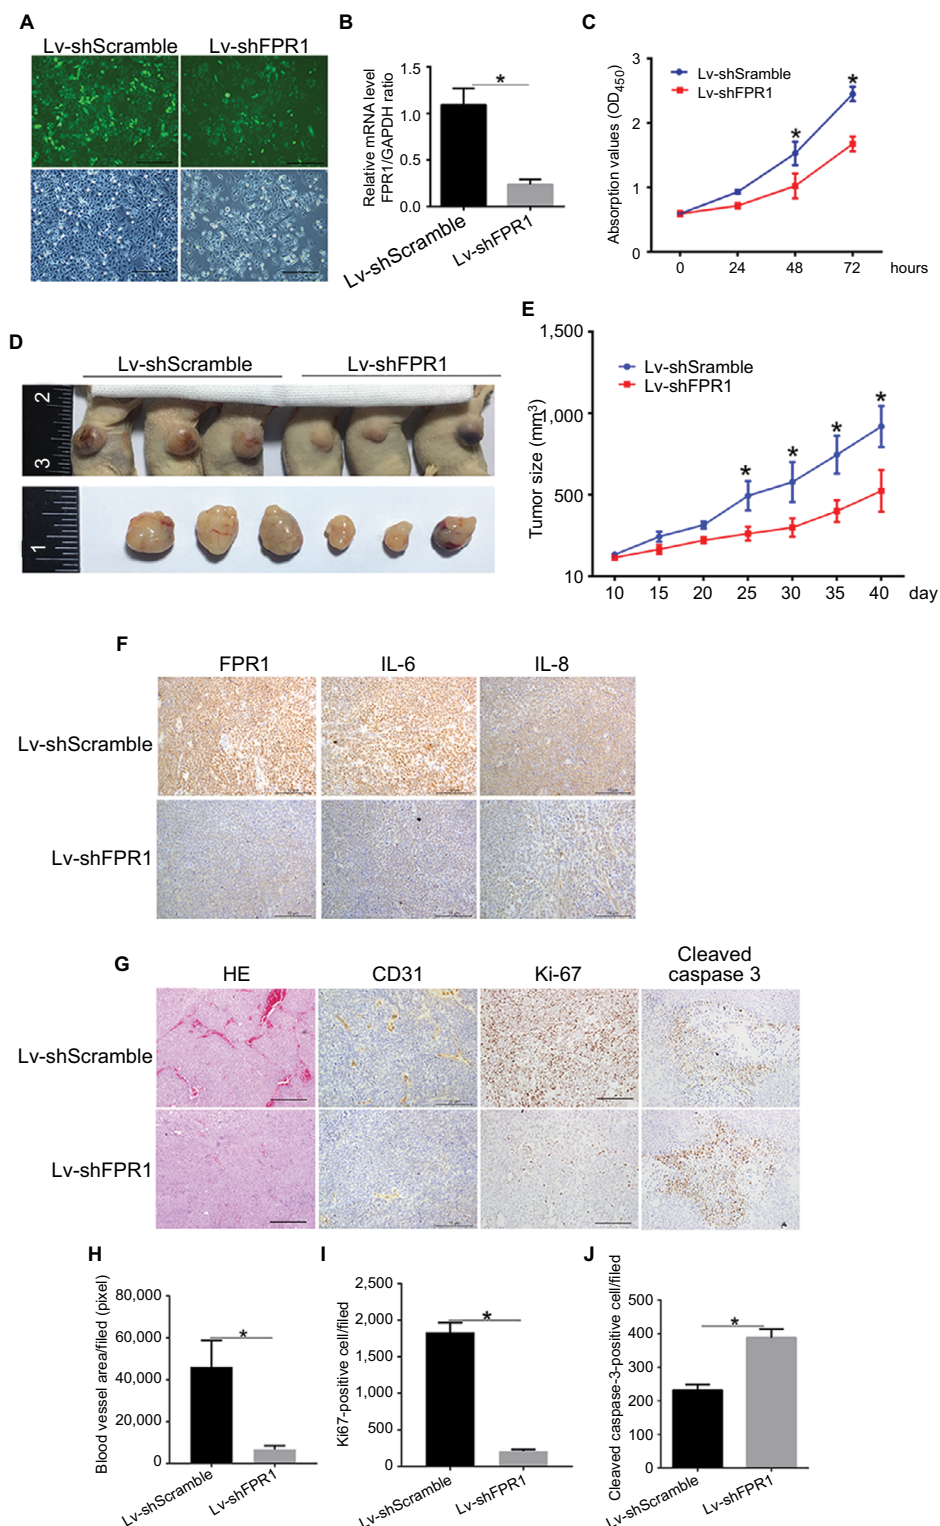 A
Lv-shScramble Lv-shFPR1
B
Relative mRNA level
FPR1/GAPDH ratio
1.5
1.0
0.5
0.0
*
Lv-shScramble
Lv-shFPR1
C
Absorption values (OD450)
3
2
1
0
Lv-shSramble
Lv-shFPR1
*
*
0 24 48 72 hours
D
Lv-shScramble Lv-shFPR1
2
3
1
E
Tumor size (mm3)
1,500
1,000
500
10
Lv-shSramble
Lv-shFPR1
* * * *
10 15 20 25 30 35 40 day
F
FPR1 IL-6 IL-8
Lv-shScramble
Lv-shFPR1
G
HE CD31 Ki-67 Cleaved
caspase 3
Lv-shScramble
Lv-shFPR1
H
Blood vessel area/filed (pixel)
80,000
60,000
40,000
20,000
0
*
Lv-shScramble
Lv-shFPR1
I
Ki67-positive cell/filed
2,500
2,000
1,500
1,000
500
0
*
Lv-shScramble
Lv-shFPR1
J
Cleaved caspase-3-positive cell/filed
500
400
300
200
100
0
*
Lv-shScramble
Lv-shFPR1